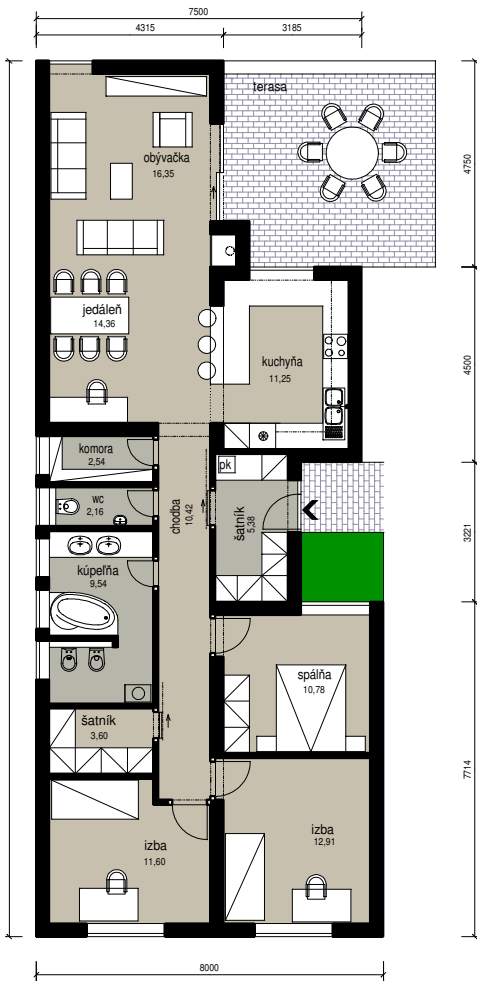 7500
4315
3185
terasa
4750
obývačka
16,35
jedáleň
14,36
kuchyňa
11,25
4500
komora
2,54
pk
wc
2,16
chodba
10,42
šatník
5,38
3221
kúpeľňa
9,54
spálňa
10,78
šatník
3,60
7714
izba
11,60
izba
12,91
8000